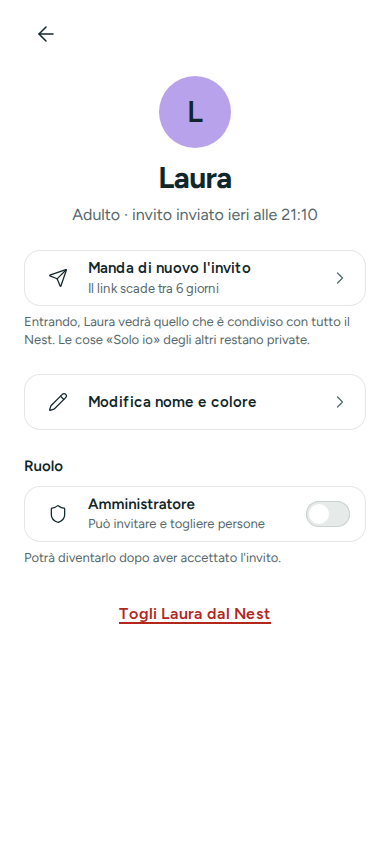 L
Laura
Adulto · invito inviato ieri alle 21:10
Manda di nuovo l'invito
Il link scade tra 6 giorni
Entrando, Laura vedrà quello che è condiviso con tutto il
Nest. Le cose «Solo io» degli altri restano private.
Modifica nome e colore
Ruolo
Amministratore
Può invitare e togliere persone
Potrà diventarlo dopo aver accettato l'invito.
Togli Laura dal Nest